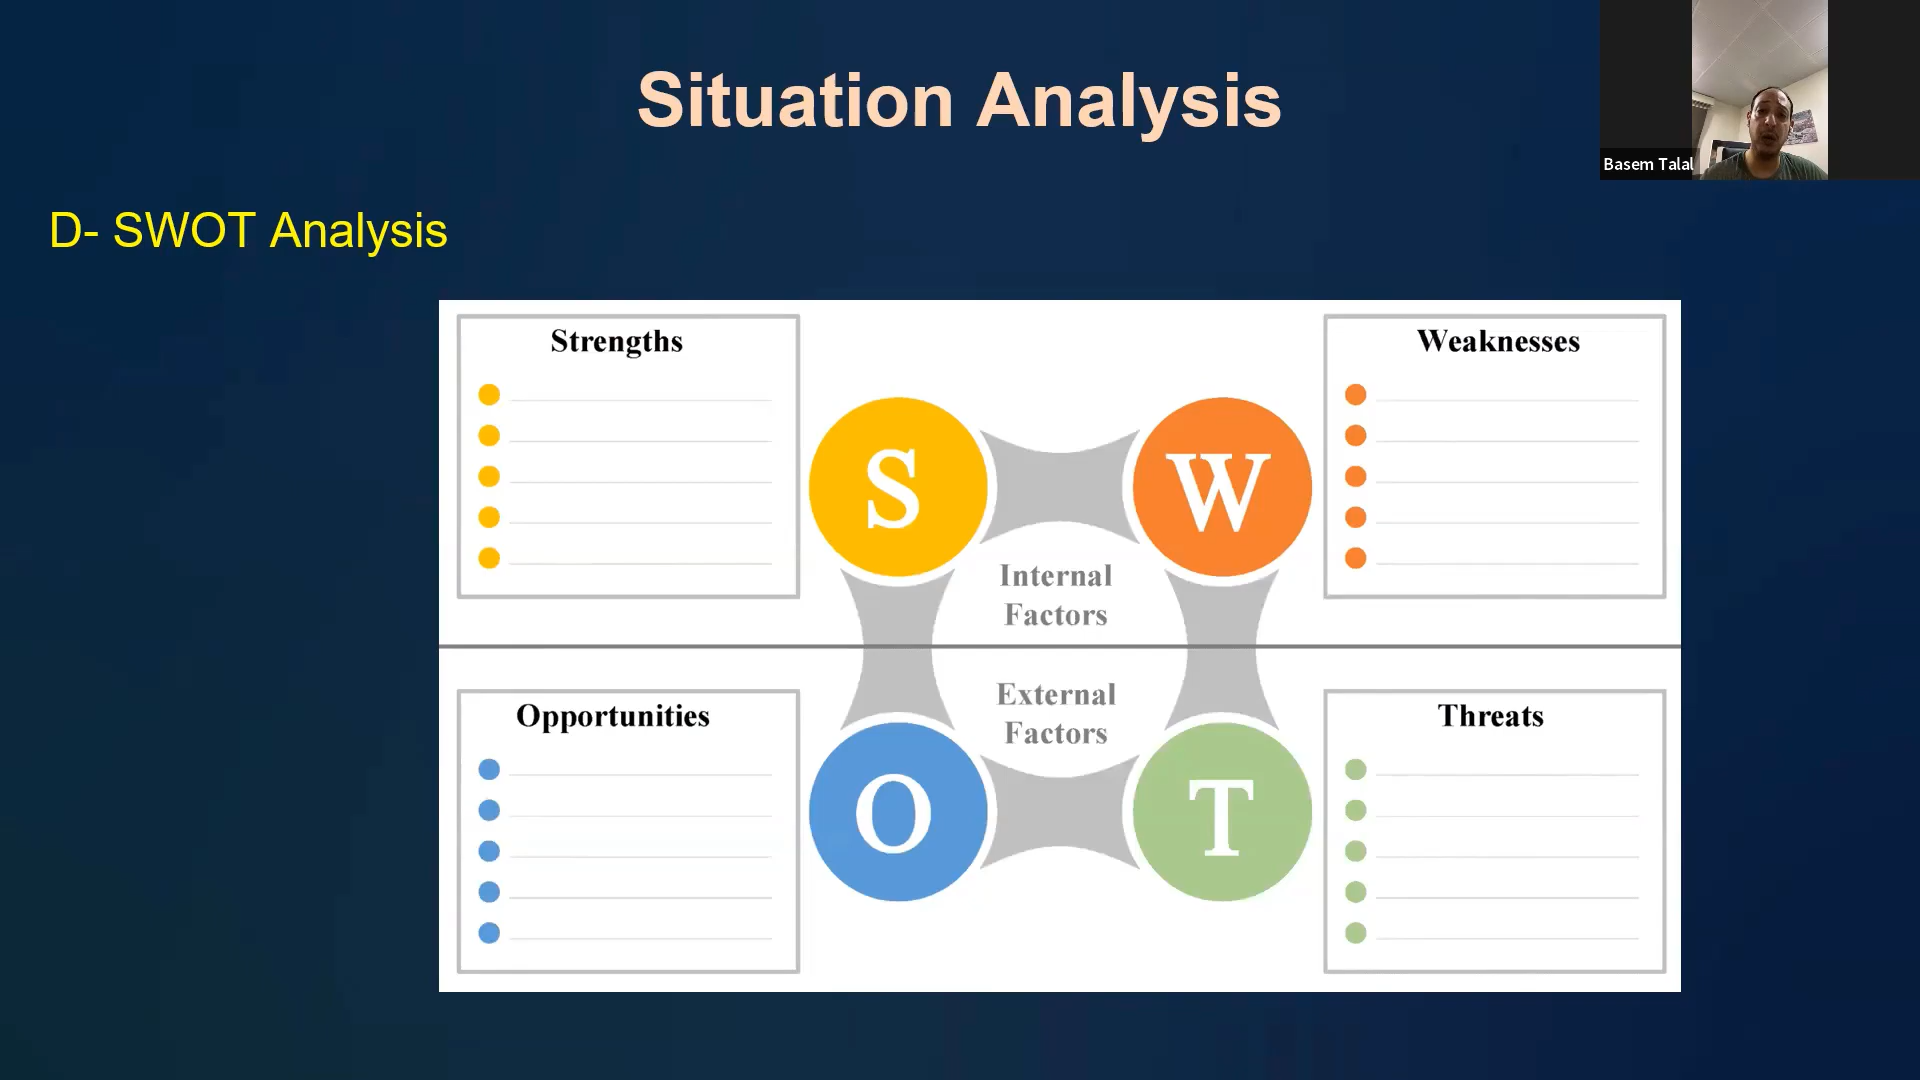 Situation Analysis
Basem Talal
D- SWOT Analysis
Strengths
Weaknesses
S
W
Internal
Factors
External
Factors
Opportunities
Threats
O
T